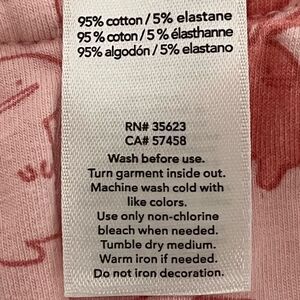 95% cotton / 5% elastane
95 % coton / 5 % élasthanne
95% algodón / 5% elastano
RN# 35623
CA# 57458
Wash before use.
Turn garment inside out.
Machine wash cold with
like colors.
Use only non-chlorine
bleach when needed.
Tumble dry medium.
Warm iron if needed.
Do not iron decoration.